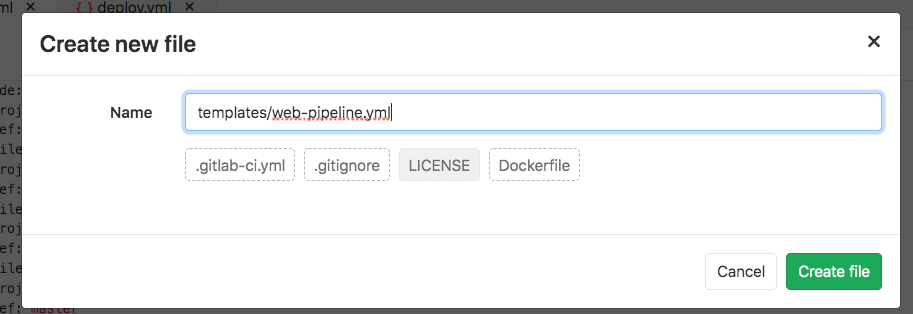 ml × { } deploy.yml ×
Create new file ×
Name templates/web-pipeline.yml
.gitlab-ci.yml .gitignore LICENSE Dockerfile
de:
roj
ef:
ile
roj
ef:
ile
roj
ef:
ile
roj
ef: master
Cancel Create file